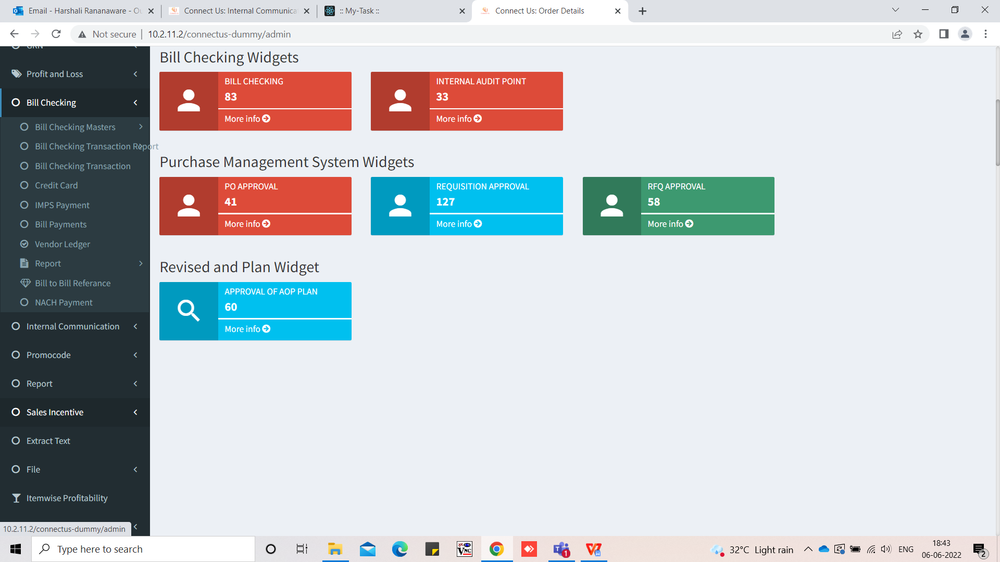 Email - Harshali Rananaware - Ou
Connect Us: Internal Communica
:: My-Task ::
Connect Us: Order Details
Not secure
10.2.11.2/connectus-dummy/admin
GRN
Profit and Loss
Bill Checking
Bill Checking Masters
Bill Checking Transaction Report
Bill Checking Transaction
Credit Card
IMPS Payment
Bill Payments
Vendor Ledger
Report
Bill to Bill Referance
NACH Payment
Internal Communication
Promocode
Report
Sales Incentive
Extract Text
File
Itemwise Profitability
10.2.11.2/connectus-dummy/admin
Bill Checking Widgets
BILL CHECKING
83
More info
INTERNAL AUDIT POINT
33
More info
Purchase Management System Widgets
PO APPROVAL
41
More info
REQUISITION APPROVAL
127
More info
RFQ APPROVAL
58
More info
Revised and Plan Widget
APPROVAL OF AOP PLAN
60
More info
Type here to search
VNC
1
32°C Light rain
ENG
18:43
06-06-2022
2